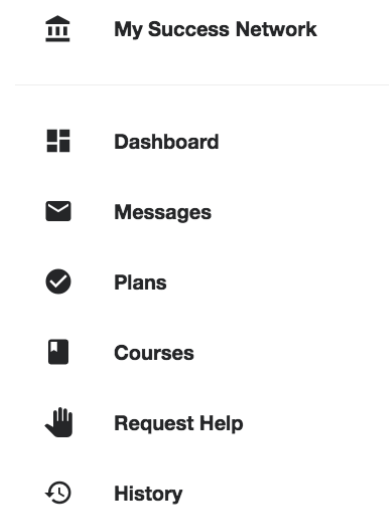 My Success Network
Dashboard
Messages
Plans
Courses
Request Help
History